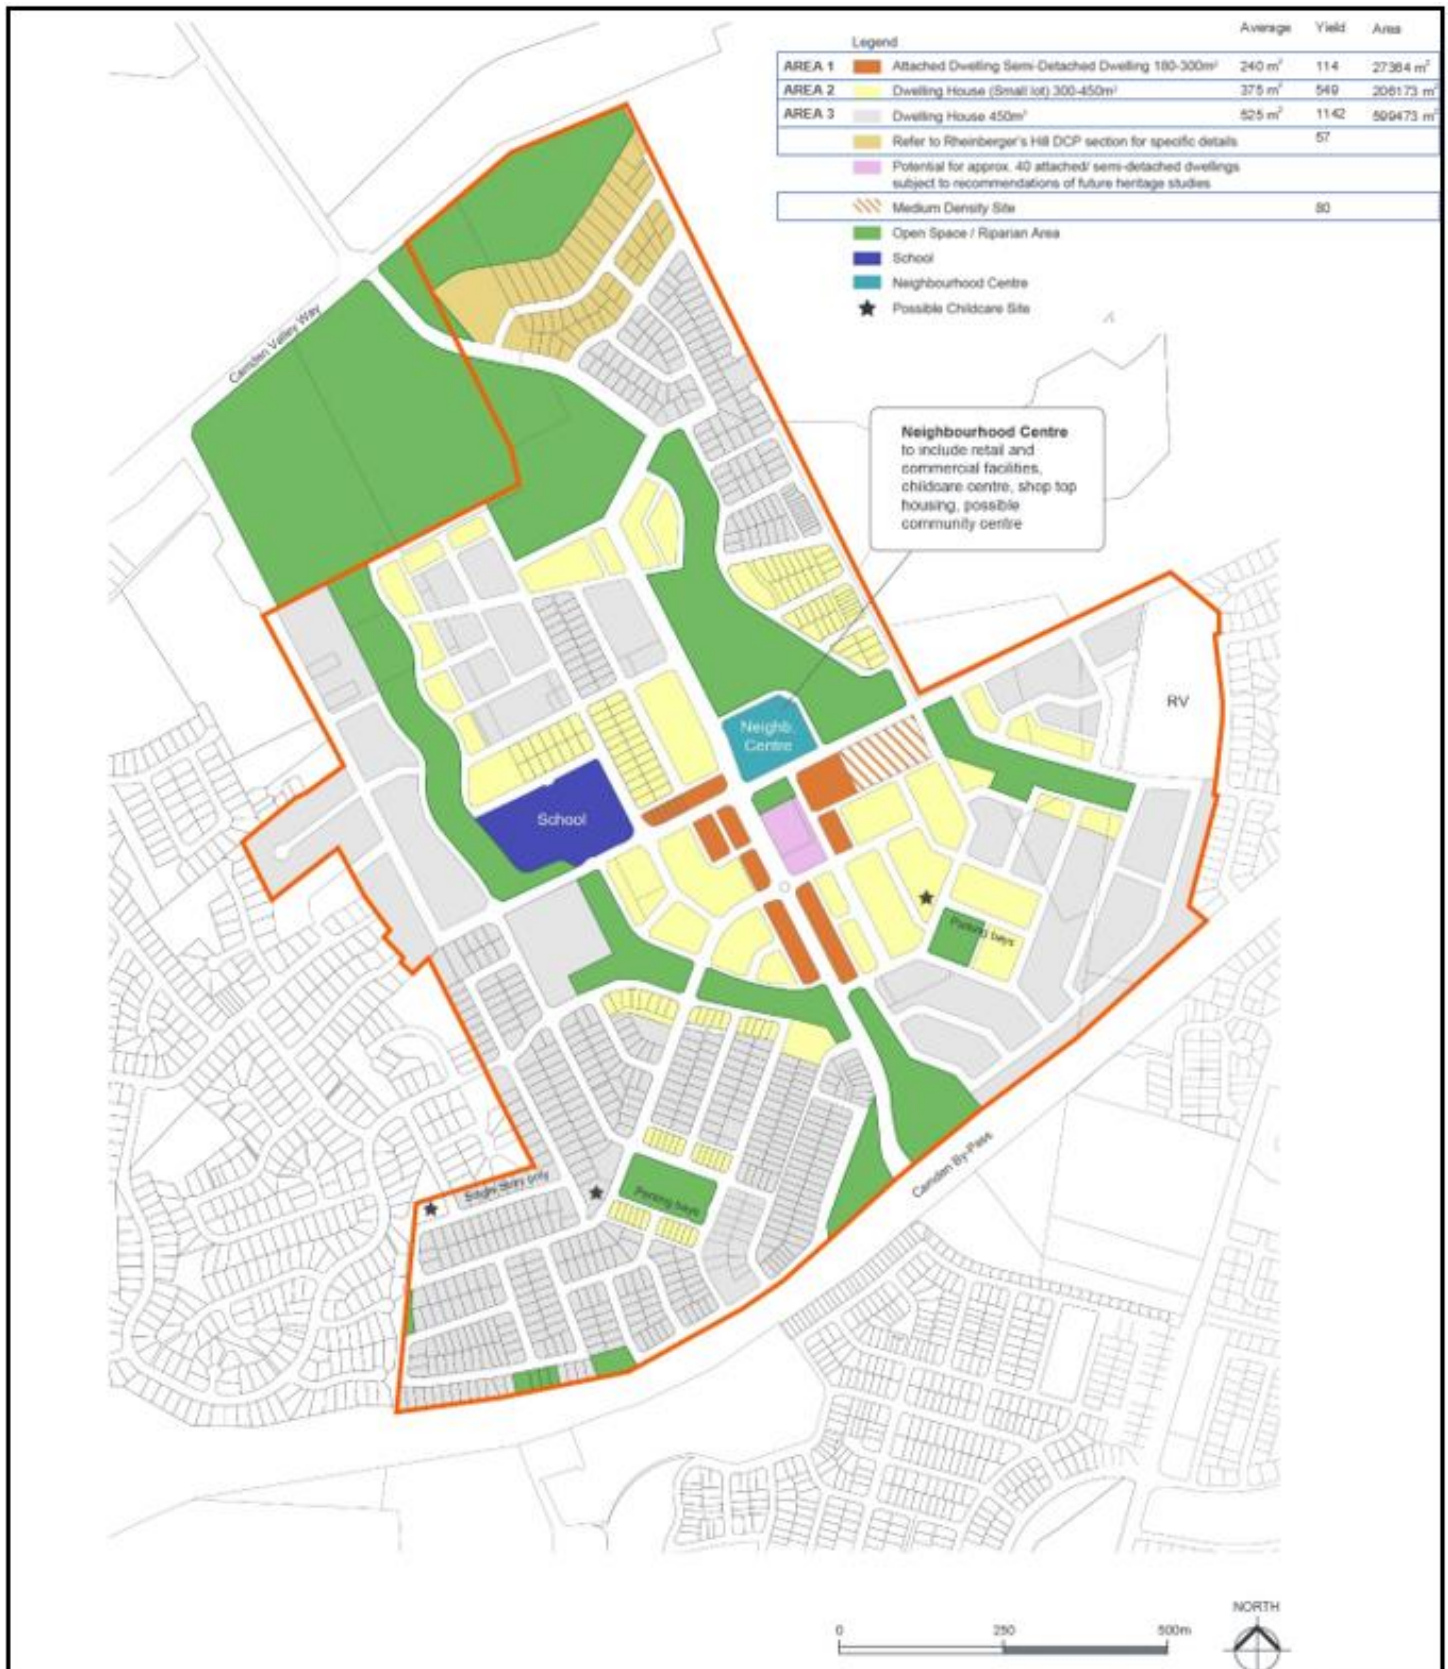 Average Yield Area
Legend
AREA 1 Attached Dwelling Semi-Detached Dwelling 180-300m² 240 m² 114 27364 m²
AREA 2 Dwelling House (Small lot) 300-450m² 375 m² 549 206173 m²
AREA 3 Dwelling House 450m² 525 m² 1142 599473 m²
Refer to Rheinberger's Hill DCP section for specific details 57
Potential for approx. 40 attached/ semi-detached dwellings
subject to recommendations of future heritage studies
Medium Density Site 80
Open Space / Riparian Area
School
Neighbourhood Centre
Possible Childcare Site
Camden Valley Way
Neighbourhood Centre
to include retail and
commercial facilities,
childcare centre, shop top
housing, possible
community centre
RV
Neighb.
Centre
School
Parking bays
Single Storey only
Parking bays
Camden By-Pass
NORTH
0 250 500m